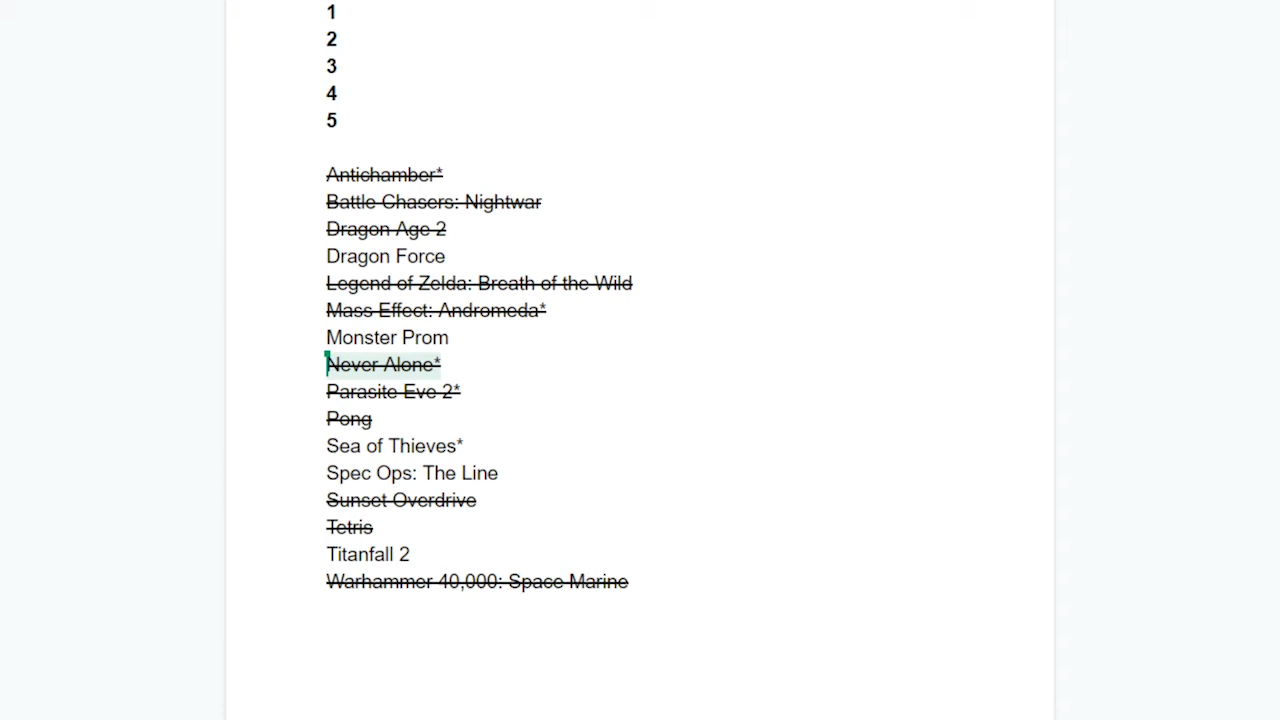 1
2
3
4
5
Antichamber*
Battle Chasers: Nightwar
Dragon Age 2
Dragon Force
Legend of Zelda: Breath of the Wild
Mass Effect: Andromeda*
Monster Prom
Never Alone*
Parasite Eve 2*
Pong
Sea of Thieves*
Spec Ops: The Line
Sunset Overdrive
Tetris
Titanfall 2
Warhammer 40,000: Space Marine